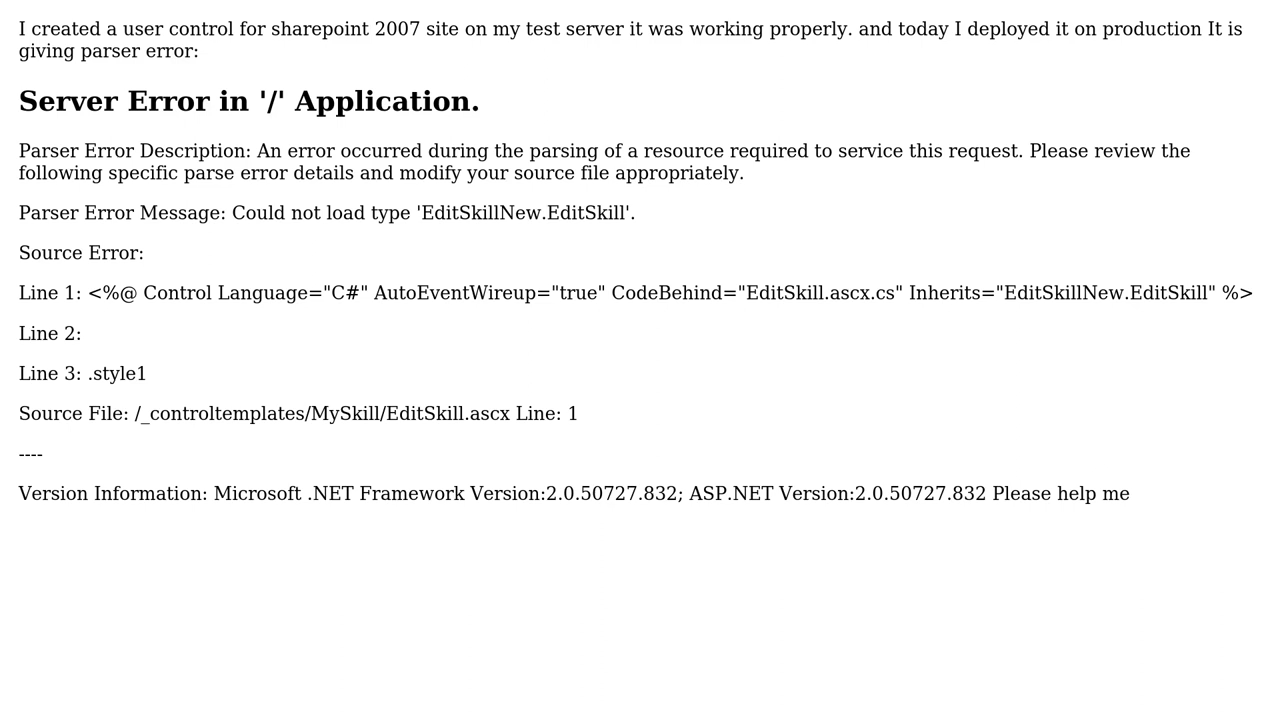 I created a user control for sharepoint 2007 site on my test server it was working properly. and today I deployed it on production It is
giving parser error:
Server Error in '/' Application.
Parser Error Description: An error occurred during the parsing of a resource required to service this request. Please review the
following specific parse error details and modify your source file appropriately.
Parser Error Message: Could not load type 'EditSkillNew.EditSkill'.
Source Error:
Line 1: <%@ Control Language="C#" AutoEventWireup="true" CodeBehind="EditSkill.ascx.cs" Inherits="EditSkillNew.EditSkill" %>
Line 2:
Line 3: .style1
Source File: /_controltemplates/MySkill/EditSkill.ascx Line: 1
----
Version Information: Microsoft .NET Framework Version:2.0.50727.832; ASP.NET Version:2.0.50727.832 Please help me